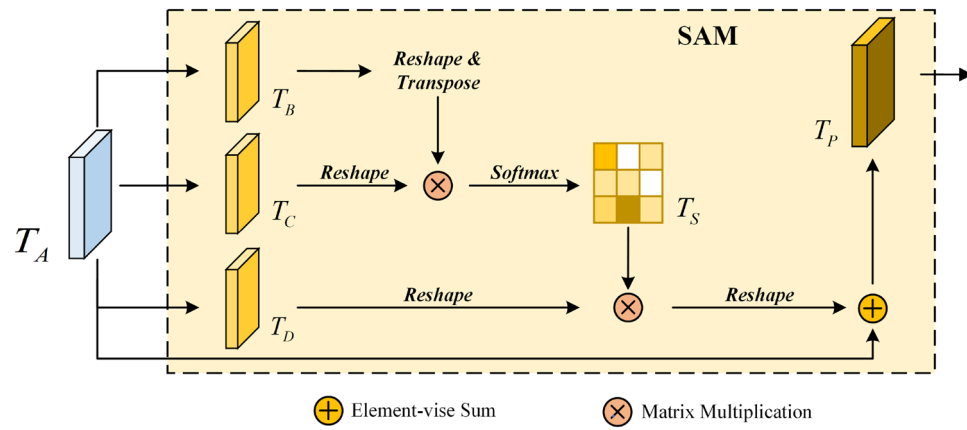 SAM
Reshape &
Transpose
T_B
T_P
Reshape
Softmax
T_A
T_C
T_S
Reshape
Reshape
T_D
Element-vise Sum
Matrix Multiplication